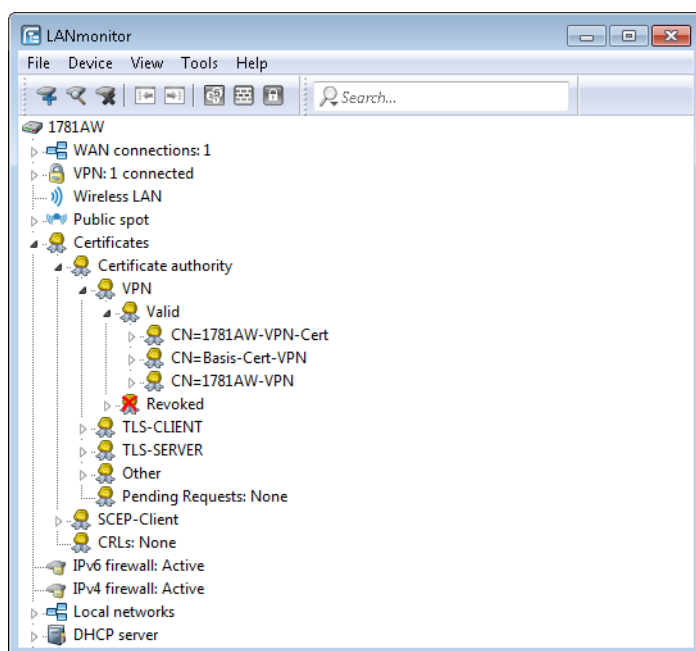 LANmonitor
File Device View Tools Help
Search...
1781AW
WAN connections: 1
VPN: 1 connected
Wireless LAN
Public spot
Certificates
Certificate authority
VPN
Valid
CN=1781AW-VPN-Cert
CN=Basis-Cert-VPN
CN=1781AW-VPN
Revoked
TLS-CLIENT
TLS-SERVER
Other
Pending Requests: None
SCEP-Client
CRLs: None
IPv6 firewall: Active
IPv4 firewall: Active
Local networks
DHCP server